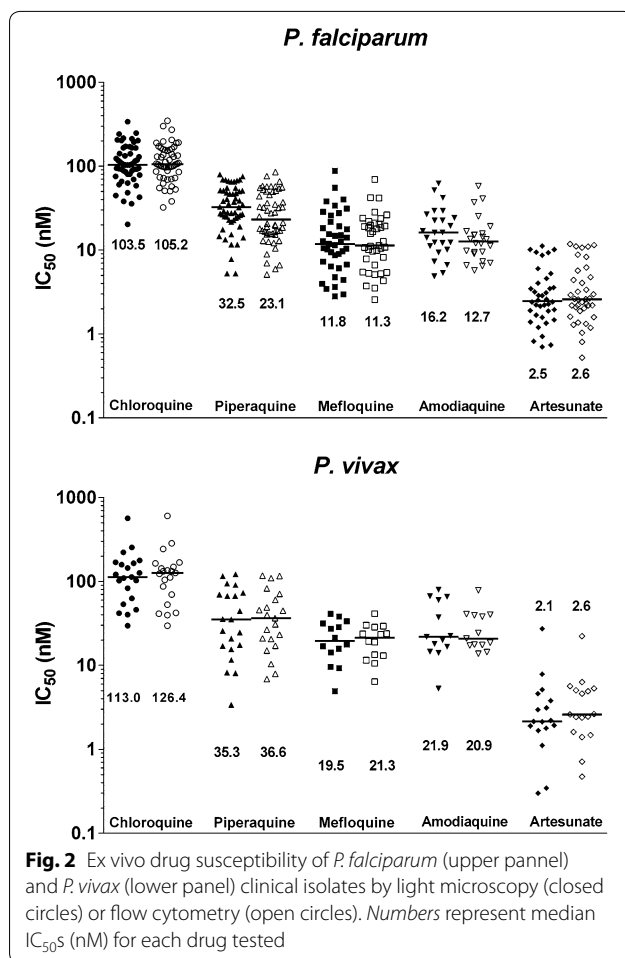 P. falciparum
1000
100
10
1
0.1
IC50 (nM)
103.5 105.2
32.5 23.1
11.8 11.3
16.2 12.7
2.5 2.6
Chloroquine Piperaquine Mefloquine Amodiaquine Artesunate
P. vivax
1000
100
10
1
0.1
IC50 (nM)
113.0 126.4
35.3 36.6
19.5 21.3
21.9 20.9
2.1 2.6
Chloroquine Piperaquine Mefloquine Amodiaquine Artesunate
Fig. 2 Ex vivo drug susceptibility of P. falciparum (upper pannel)
and P. vivax (lower panel) clinical isolates by light microscopy (closed
circles) or flow cytometry (open circles). Numbers represent median
IC50s (nM) for each drug tested